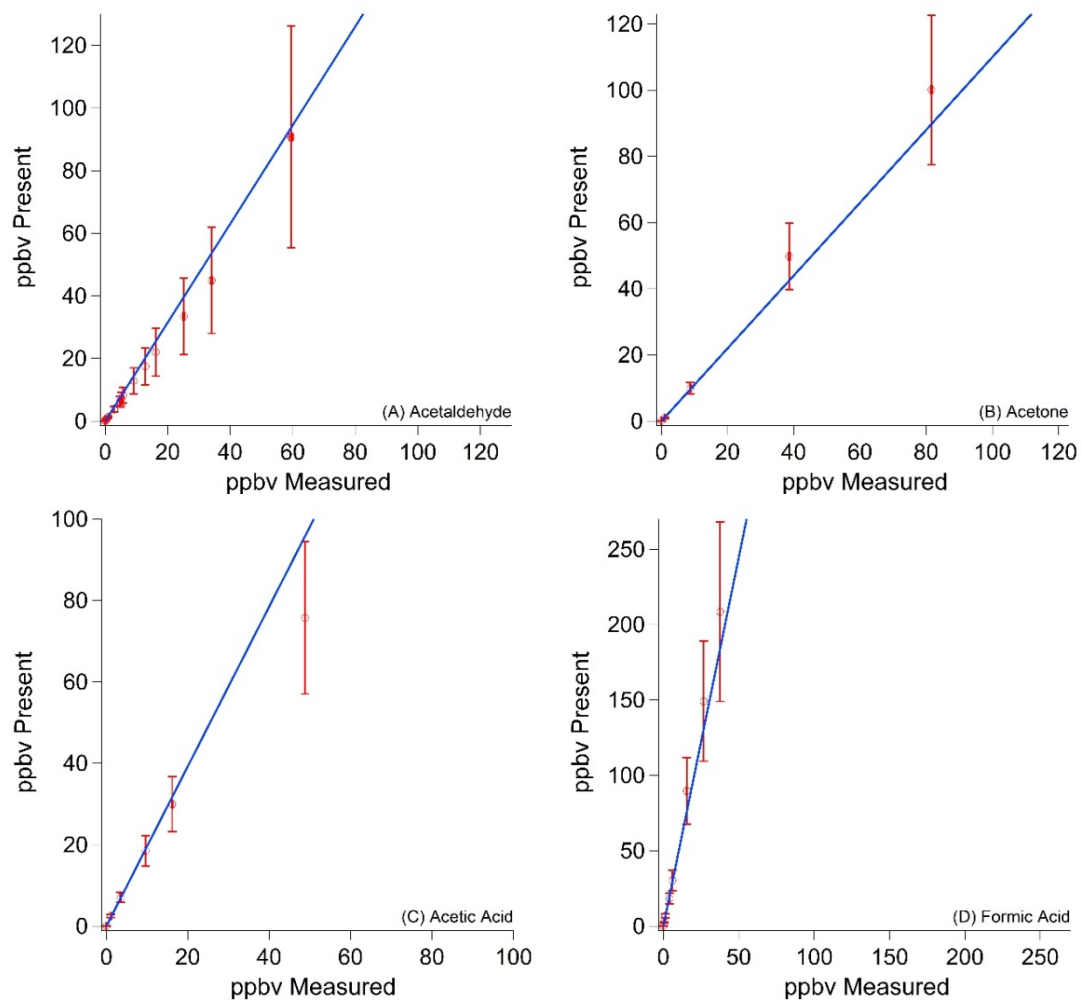 120
100
80
60
40
20
0
ppbv Present
(A) Acetaldehyde
0 20 40 60 80 100 120
ppbv Measured
120
100
80
60
40
20
0
ppbv Present
(B) Acetone
0 20 40 60 80 100 120
ppbv Measured
100
80
60
40
20
0
ppbv Present
(C) Acetic Acid
0 20 40 60 80 100
ppbv Measured
250
200
150
100
50
0
ppbv Present
(D) Formic Acid
0 50 100 150 200 250
ppbv Measured